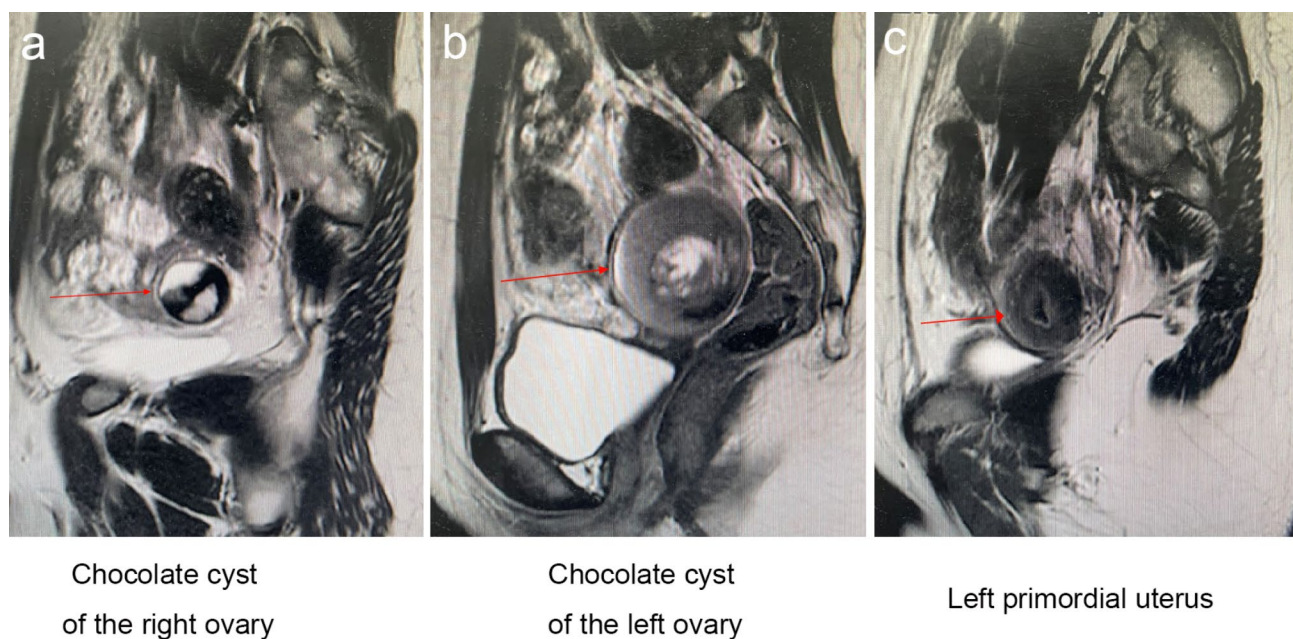 a
b
c
Chocolate cyst
of the right ovary
Chocolate cyst
of the left ovary
Left primordial uterus